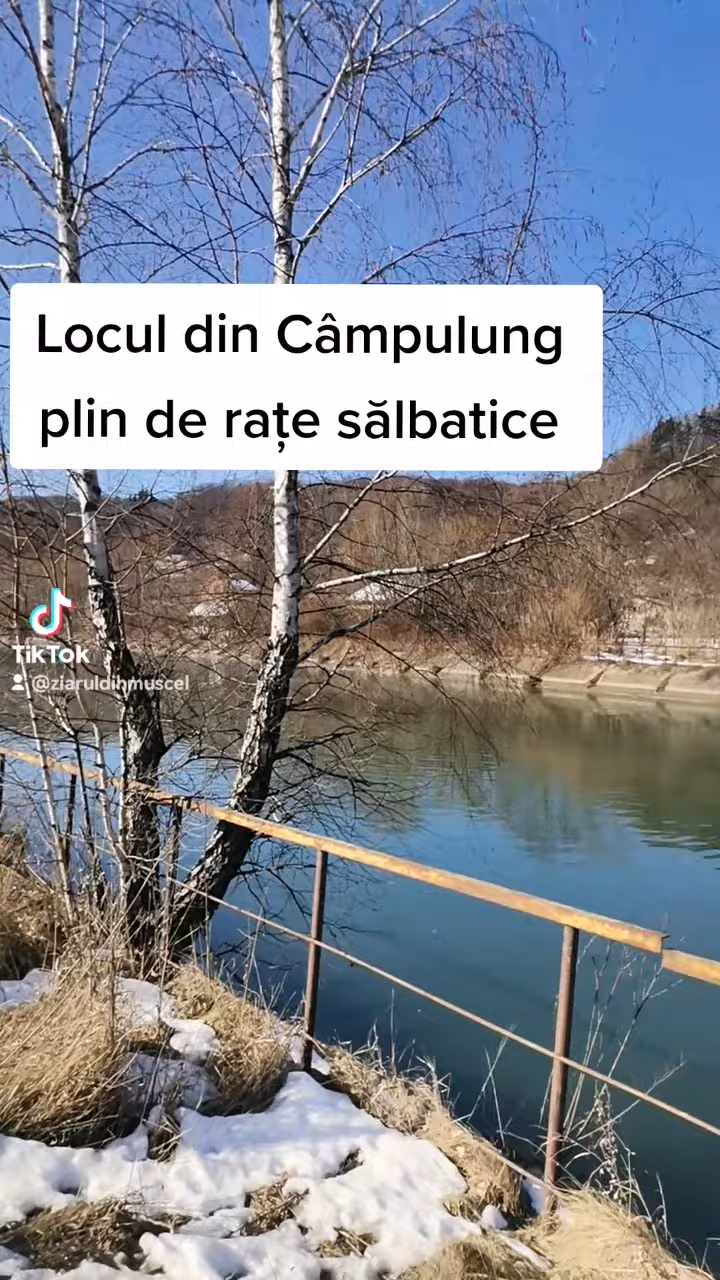 Locul din Câmpulung
plin de rațe sălbatice
TikTok
@ziaruldinmuscel